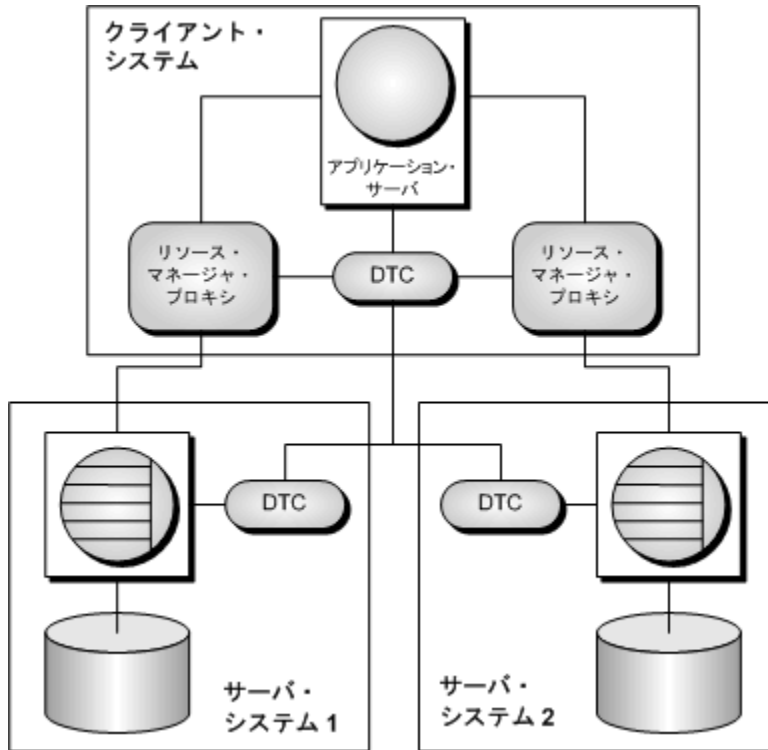 クライアント・
システム
アプリケーション・
サーバ
リソース・
マネージャ・
プロキシ
DTC
リソース・
マネージャ・
プロキシ
DTC
DTC
サーバ・
システム 1
サーバ・
システム 2